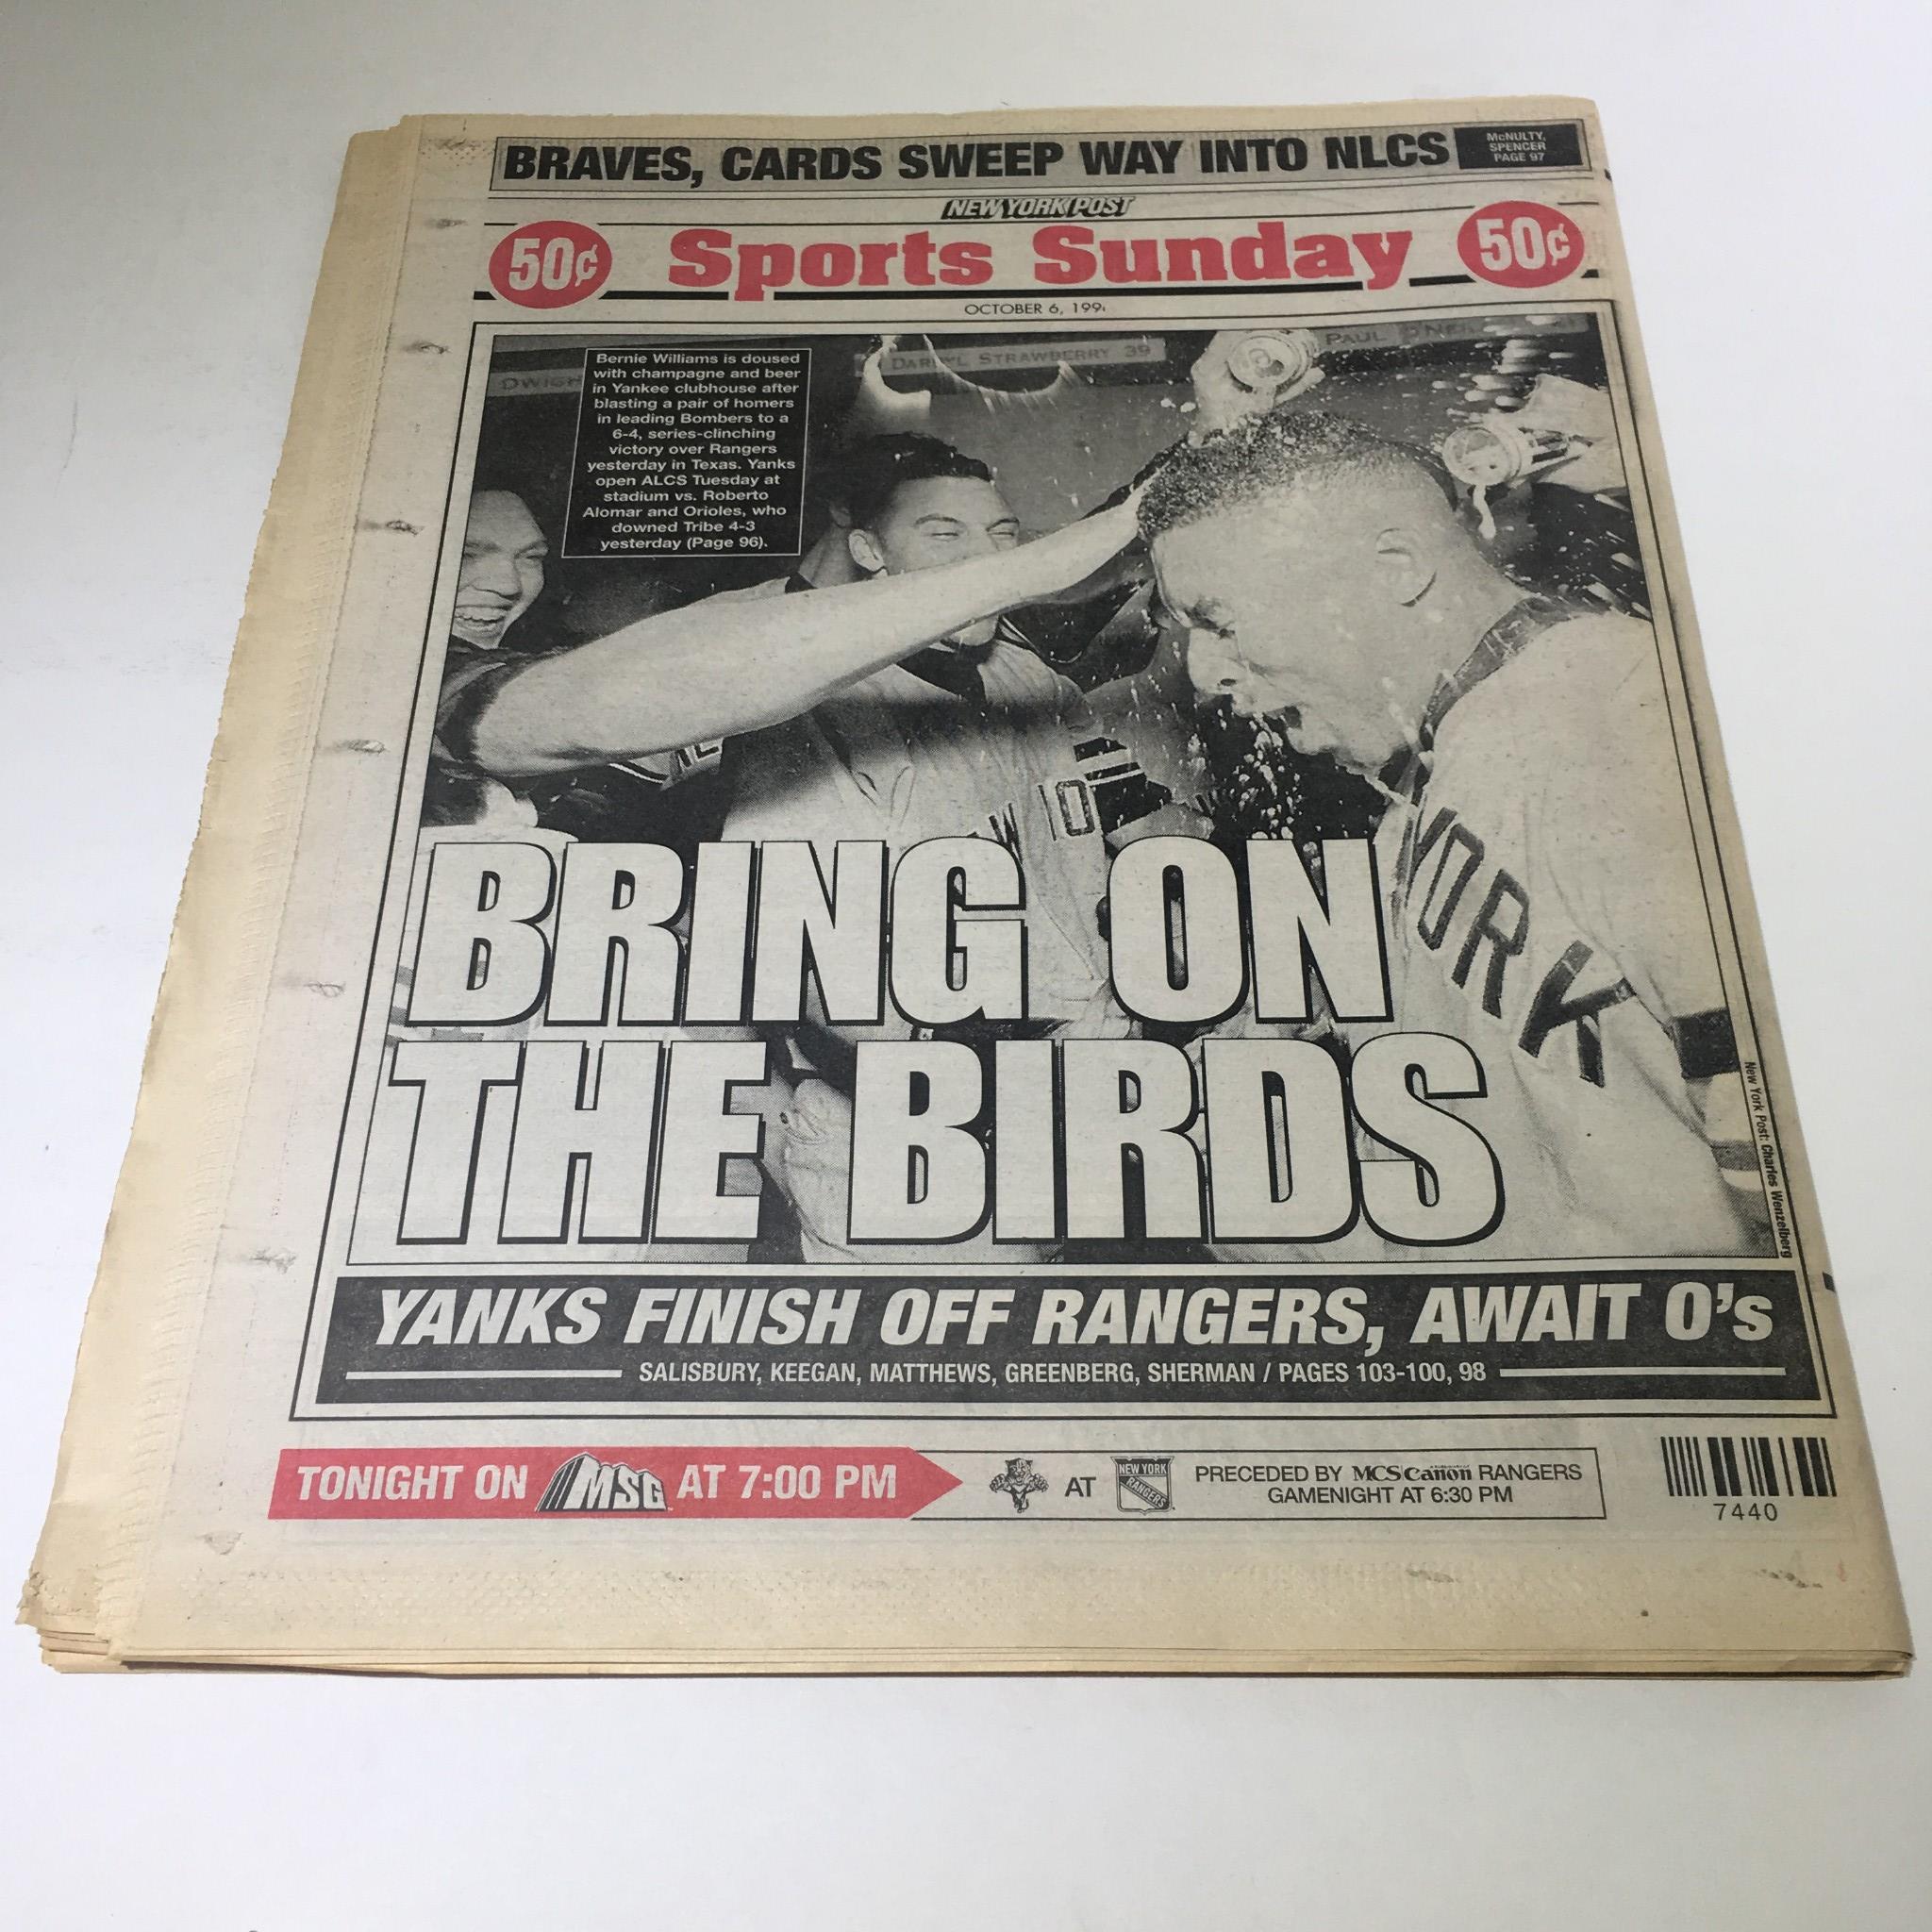 BRAVES, CARDS SWEEP WAY INTO NLCS
McNULTY,
SPENCER
PAGE 97
NEW YORK POST
50¢ Sports Sunday 50¢
OCTOBER 6, 199
Bernie Williams is doused
with champagne and beer
in Yankee clubhouse after
blasting a pair of homers
in leading Bombers to a
6-4, series-clinching
victory over Rangers
yesterday in Texas. Yanks
open ALCS Tuesday at
stadium vs. Roberto
Alomar and Orioles, who
downed Tribe 4-3
yesterday (Page 96).
DARYL STRAWBERRY 39
PAUL
YORK
BRING ON
THE BIRDS
New York Post: Charles Wenzelberg
YANKS FINISH OFF RANGERS, AWAIT O's
SALISBURY, KEEGAN, MATTHEWS, GREENBERG, SHERMAN / PAGES 103-100, 98
TONIGHT ON MSG AT 7:00 PM
AT
NEW YORK
RANGERS
PRECEDED BY MCS Canon RANGERS
GAMENIGHT AT 6:30 PM
7440